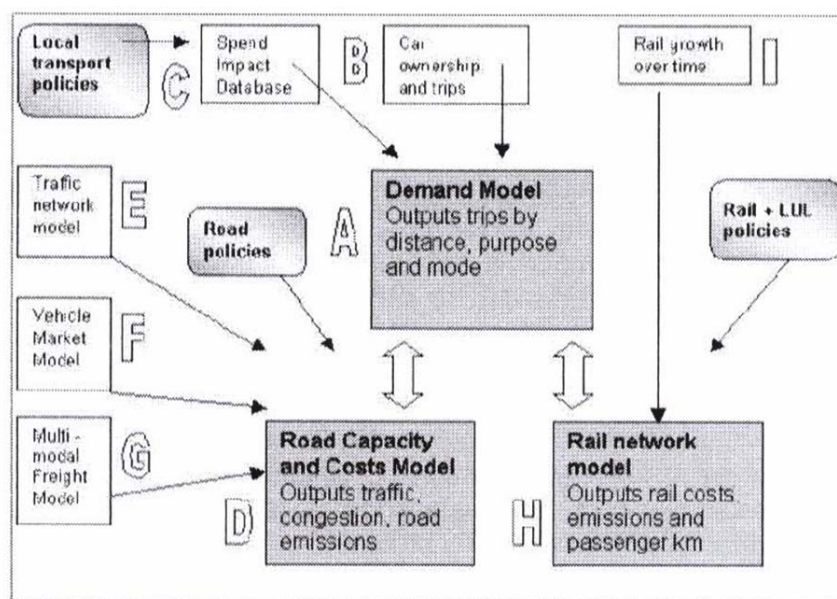 Local
transport
policies
C
Spend
Impact
Database
B
Car
ownership
and trips
Rail growth
over time
I
Traffic
network
model
E
Road
policies
A
Demand Model
Outputs trips by
distance, purpose
and mode
Rail + LUL
policies
Vehicle
Market
Model
F
Multi -
modal
Freight
Model
G
D
Road Capacity
and Costs Model
Outputs traffic,
congestion, road
emissions
H
Rail network
model
Outputs rail costs
emissions and
passenger km